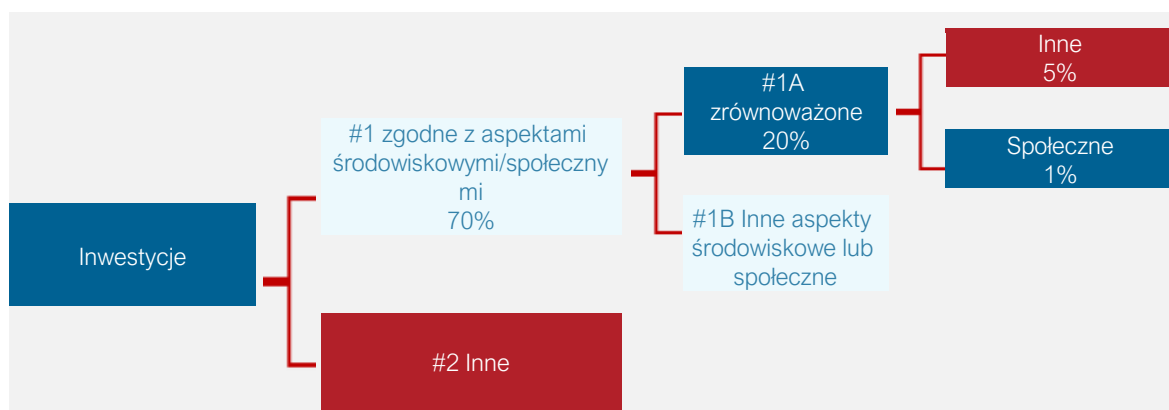 Inwestycje
#1 zgodne z aspektami
środowiskowymi/społeczny
mi
70%
#2 Inne
#1A
zrównoważone
20%
#1B Inne aspekty
środowiskowe lub
społeczne
Inne
5%
Społeczne
1%